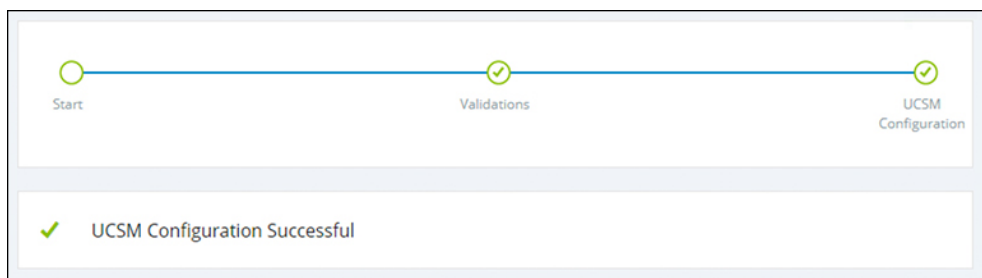 Start
Validations
UCSM
Configuration
UCSM Configuration Successful